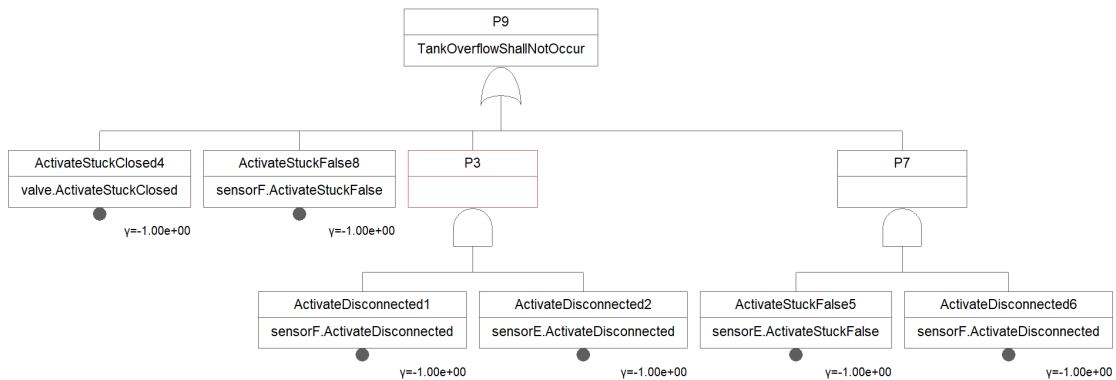 P9
TankOverflowShallNotOccur
ActivateStuckClosed4
valve.ActivateStuckClosed
γ=-1.00e+00
ActivateStuckFalse8
sensorF.ActivateStuckFalse
γ=-1.00e+00
P3
P7
ActivateDisconnected1
sensorF.ActivateDisconnected
γ=-1.00e+00
ActivateDisconnected2
sensorE.ActivateDisconnected
γ=-1.00e+00
ActivateStuckFalse5
sensorE.ActivateStuckFalse
γ=-1.00e+00
ActivateDisconnected6
sensorF.ActivateDisconnected
γ=-1.00e+00